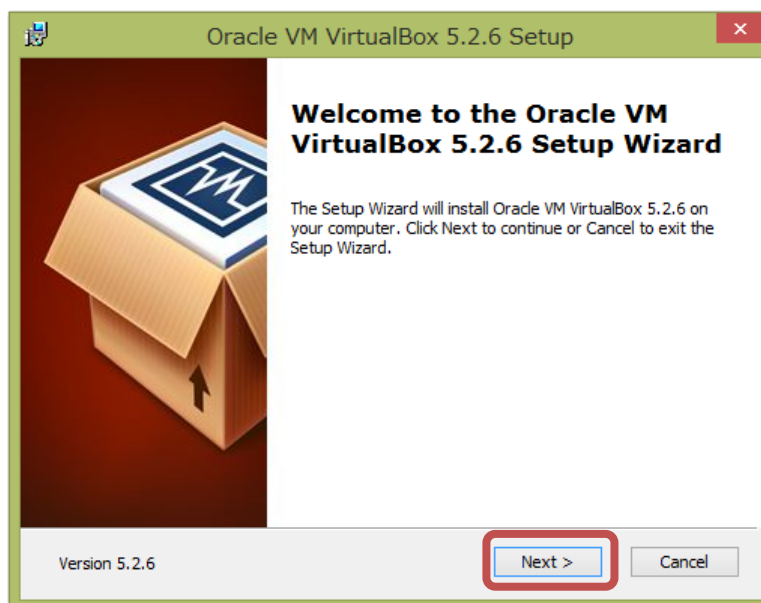 Oracle VM VirtualBox 5.2.6 Setup
Welcome to the Oracle VM
VirtualBox 5.2.6 Setup Wizard
The Setup Wizard will install Oracle VM VirtualBox 5.2.6 on
your computer. Click Next to continue or Cancel to exit the
Setup Wizard.
Version 5.2.6
Next >
Cancel